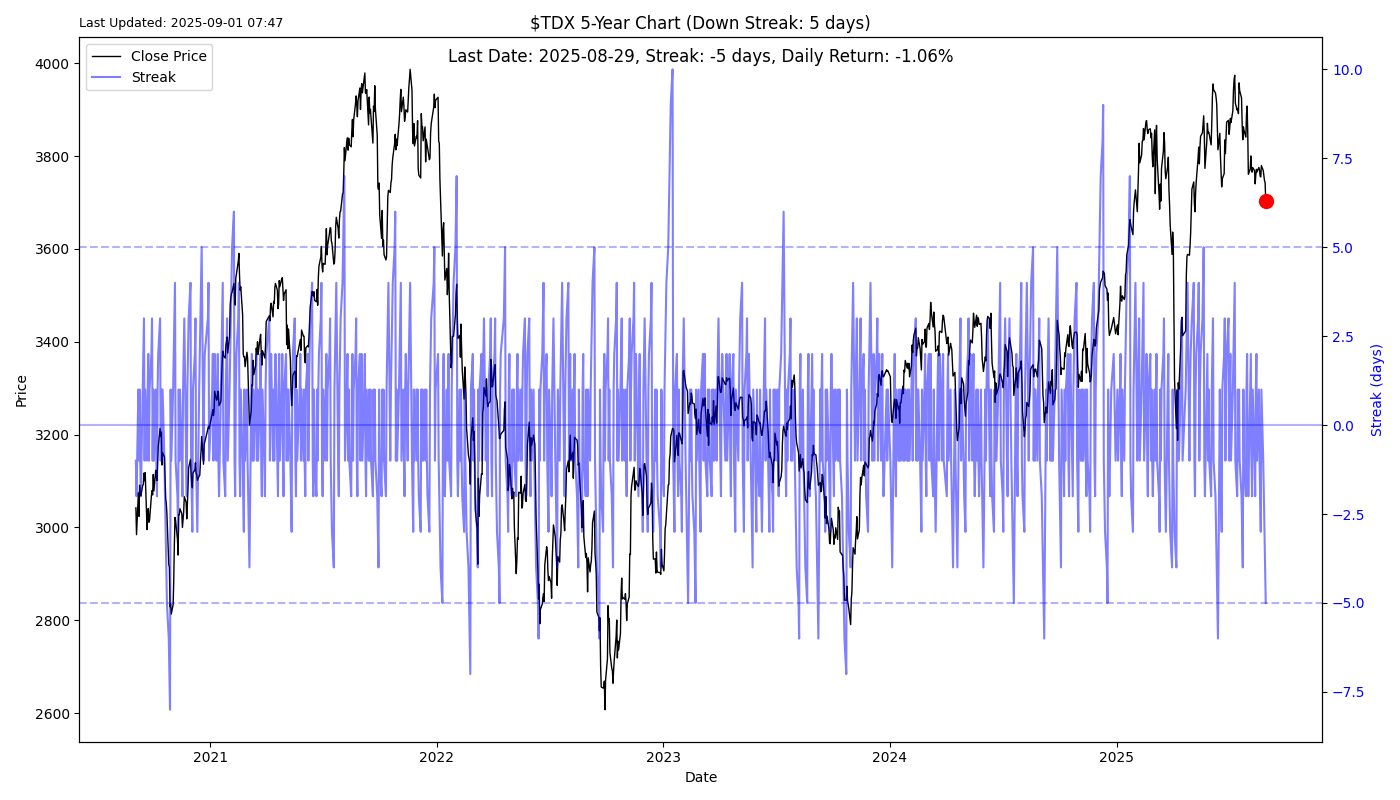 Last Updated: 2025-09-01 07:47
$TDX 5-Year Chart (Down Streak: 5 days)
Last Date: 2025-08-29, Streak: -5 days, Daily Return: -1.06%
Close Price
Streak
4000
3800
3600
3400
3200
3000
2800
2600
Price
10.0
7.5
5.0
2.5
0.0
−2.5
−5.0
−7.5
Streak (days)
2021
2022
2023
2024
2025
Date